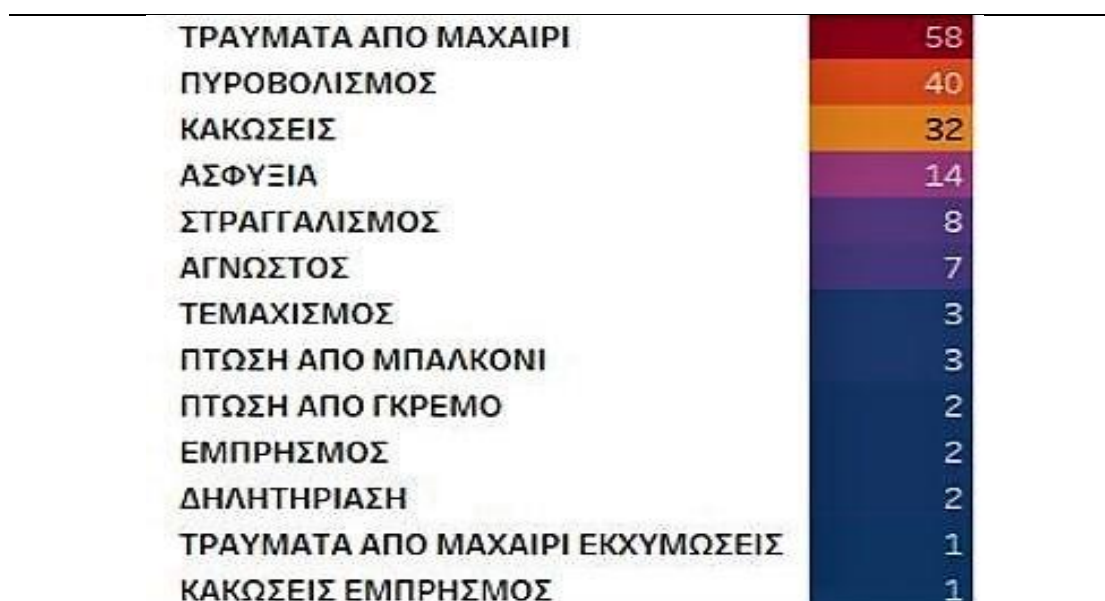 ΤΡΑΥΜΑΤΑ ΑΠΟ ΜΑΧΑΙΡΙ 58
ΠΥΡΟΒΟΛΙΣΜΟΣ 40
ΚΑΚΩΣΕΙΣ 32
ΑΣΦΥΞΙΑ 14
ΣΤΡΑΓΓΑΛΙΣΜΟΣ 8
ΑΓΝΩΣΤΟΣ 7
ΤΕΜΑΧΙΣΜΟΣ 3
ΠΤΩΣΗ ΑΠΟ ΜΠΑΛΚΟΝΙ 3
ΠΤΩΣΗ ΑΠΟ ΓΚΡΕΜΟ 2
ΕΜΠΡΗΣΜΟΣ 2
ΔΗΛΗΤΗΡΙΑΣΗ 2
ΤΡΑΥΜΑΤΑ ΑΠΟ ΜΑΧΑΙΡΙ ΕΚΧΥΜΩΣΕΙΣ 1
ΚΑΚΩΣΕΙΣ ΕΜΠΡΗΣΜΟΣ 1